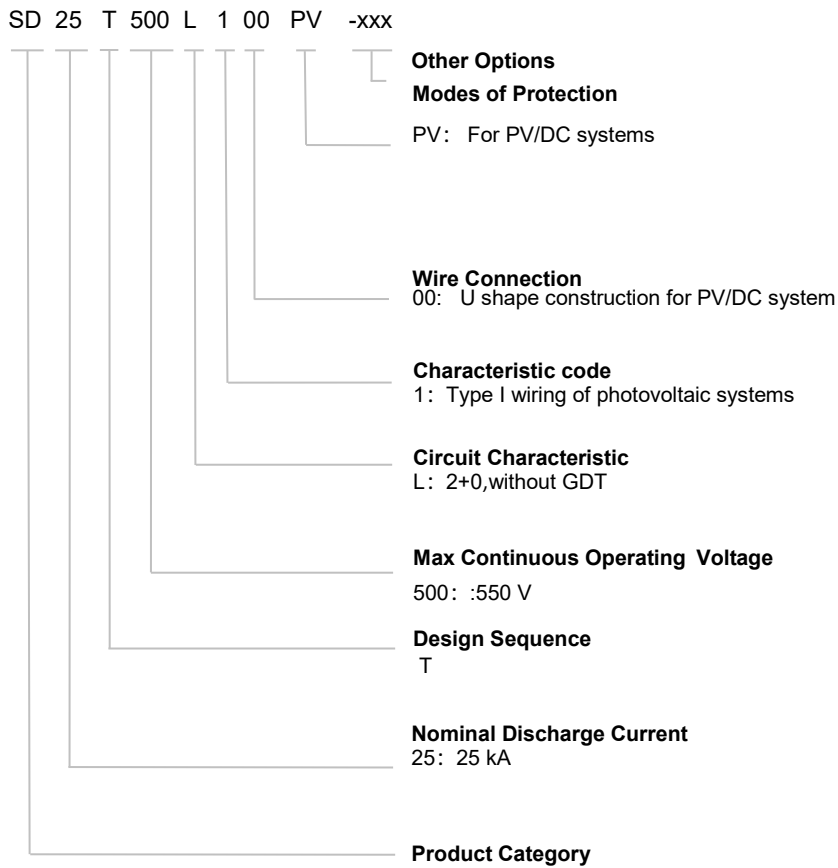 SD 25 T 500 L 1 00 PV -xxx
Other Options
Modes of Protection
PV： For PV/DC systems
Wire Connection
00: U shape construction for PV/DC system
Characteristic code
1：Type I wiring of photovoltaic systems
Circuit Characteristic
L：2+0,without GDT
Max Continuous Operating Voltage
500：:550 V
Design Sequence
T
Nominal Discharge Current
25：25 kA
Product Category